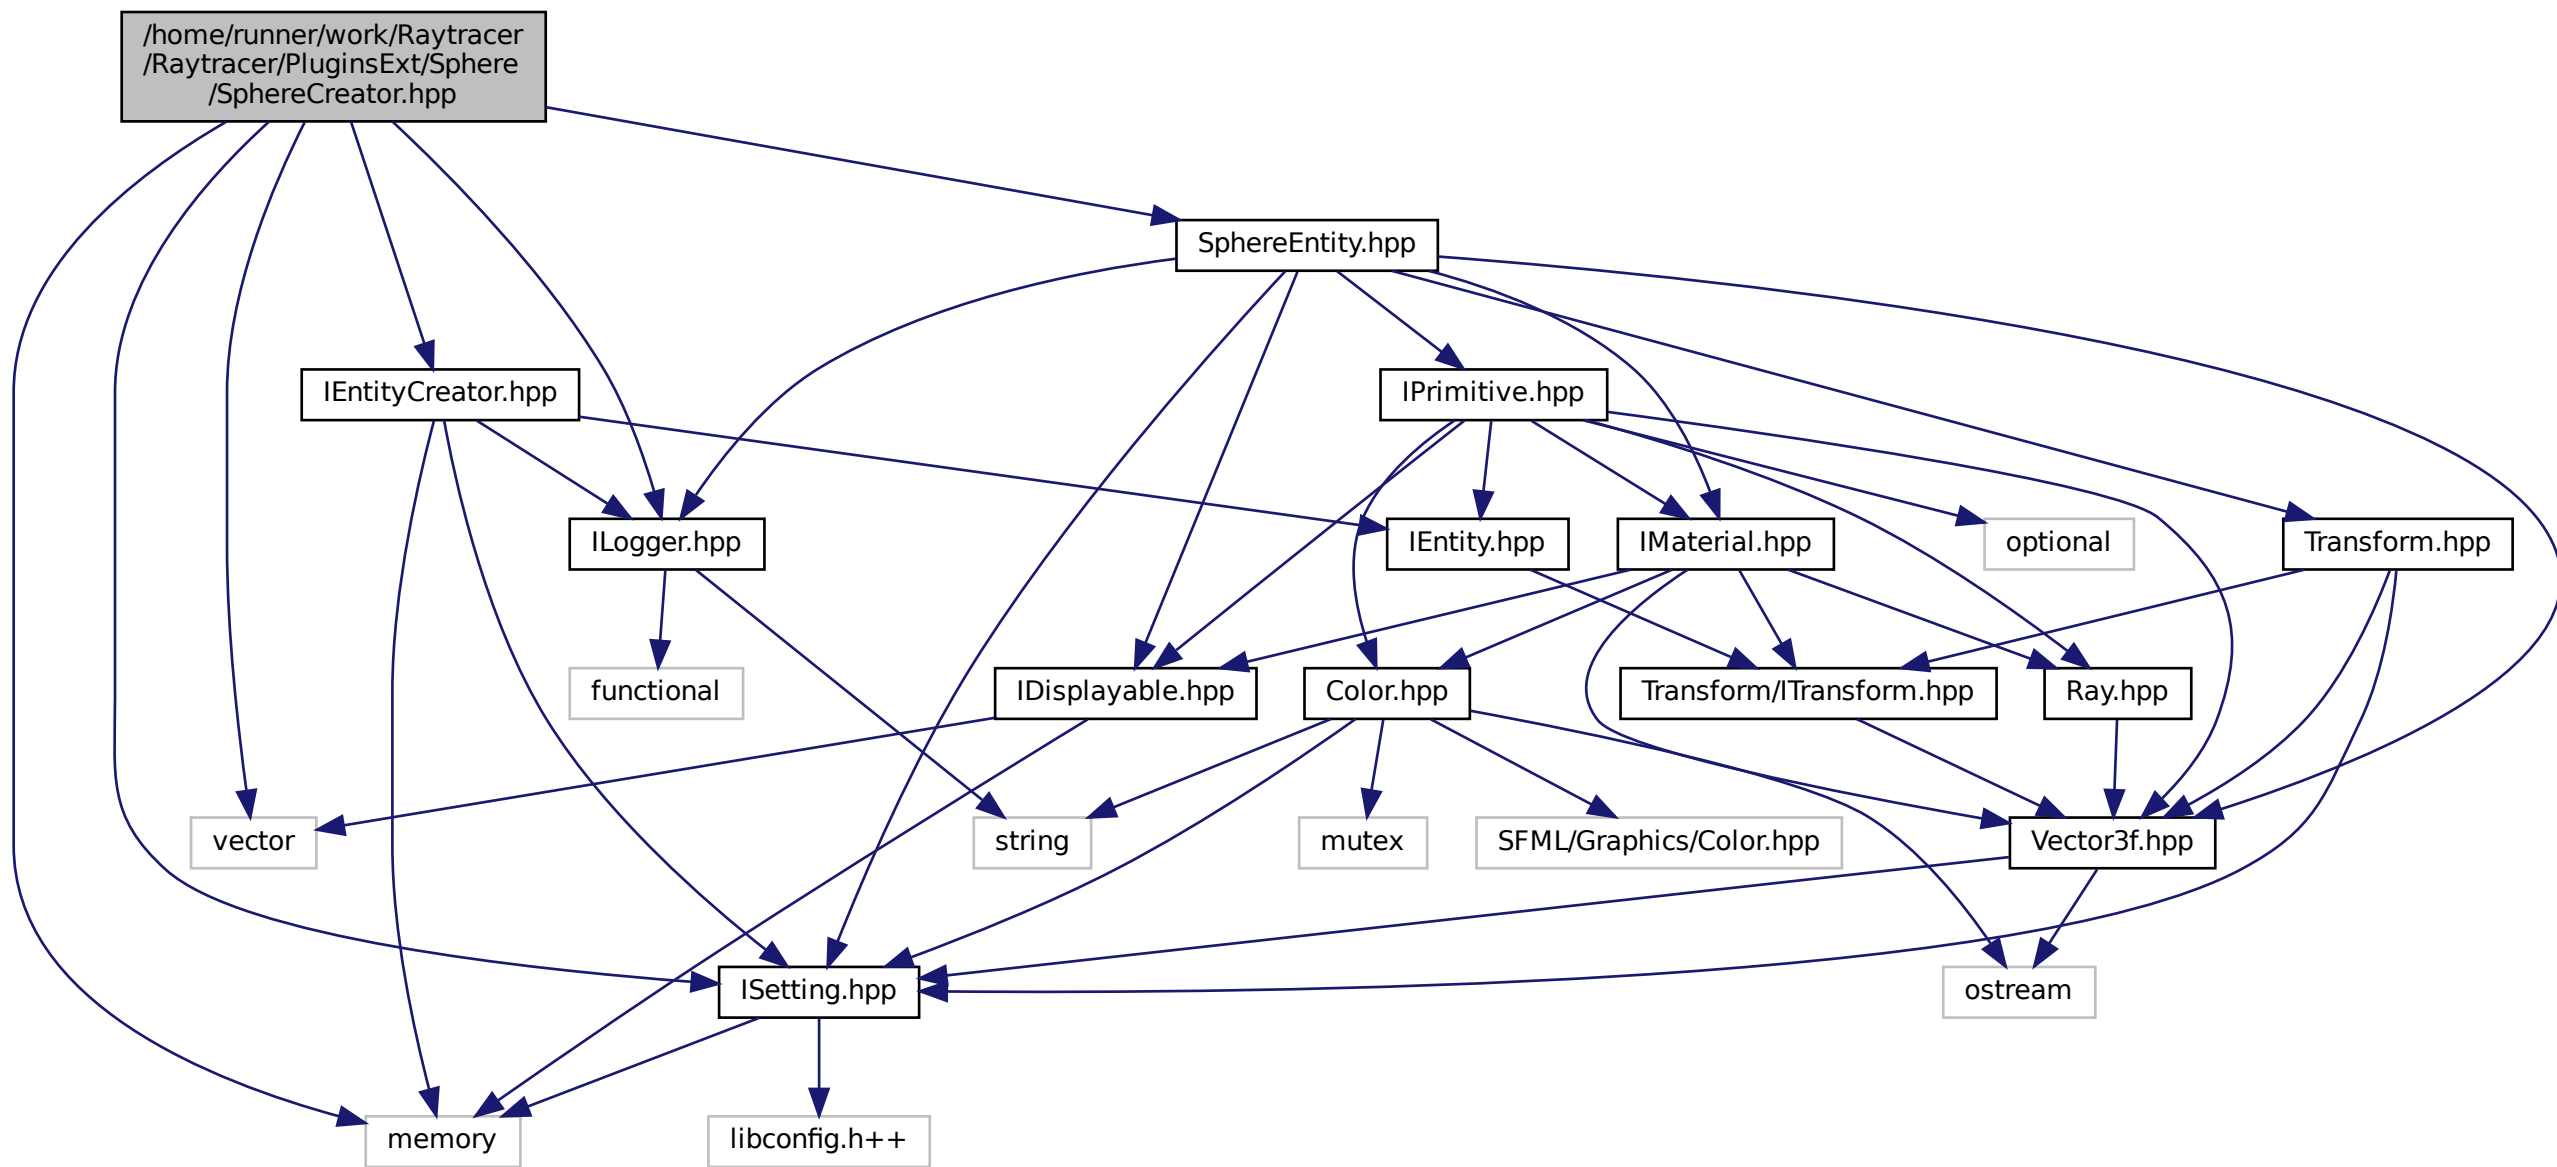 /home/runner/work/Raytracer
/Raytracer/PluginsExt/Sphere
/SphereCreator.hpp
SphereEntity.hpp
IEntityCreator.hpp
IPrimitive.hpp
ILogger.hpp
IEntity.hpp
IMaterial.hpp
optional
Transform.hpp
functional
IDisplayable.hpp
Color.hpp
Transform/ITransform.hpp
Ray.hpp
vector
string
mutex
SFML/Graphics/Color.hpp
Vector3f.hpp
ISetting.hpp
ostream
memory
libconfig.h++